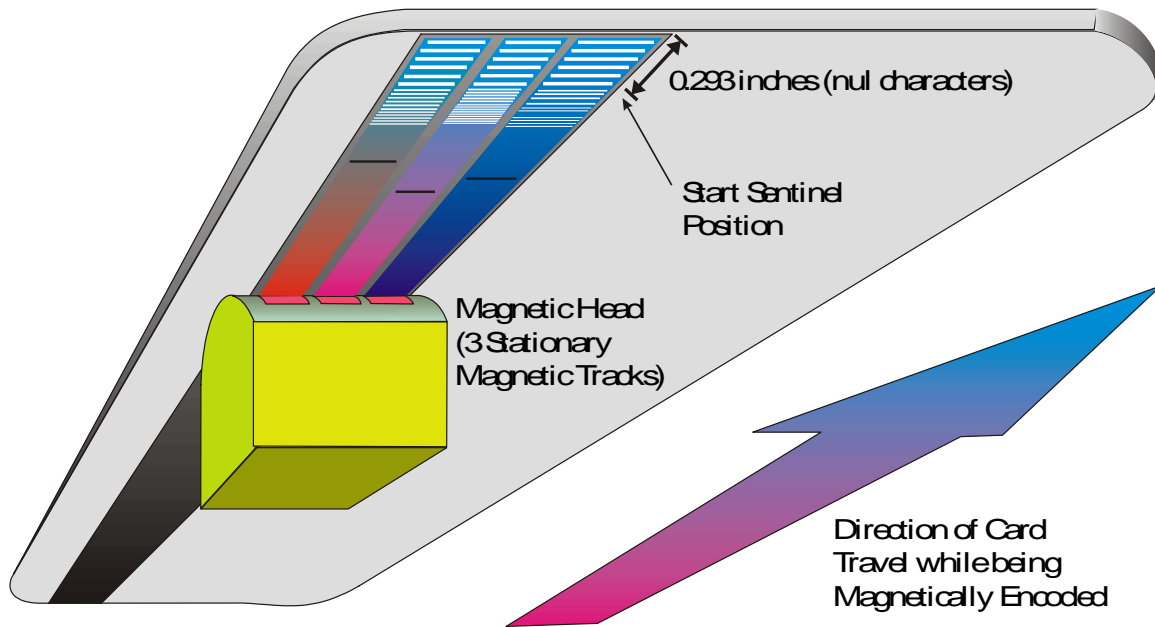 0.293 inches (nul characters)
Start Sentinel
Position
Magnetic Head
(3 Stationary
Magnetic Tracks)
Direction of Card
Travel while being
Magnetically Encoded